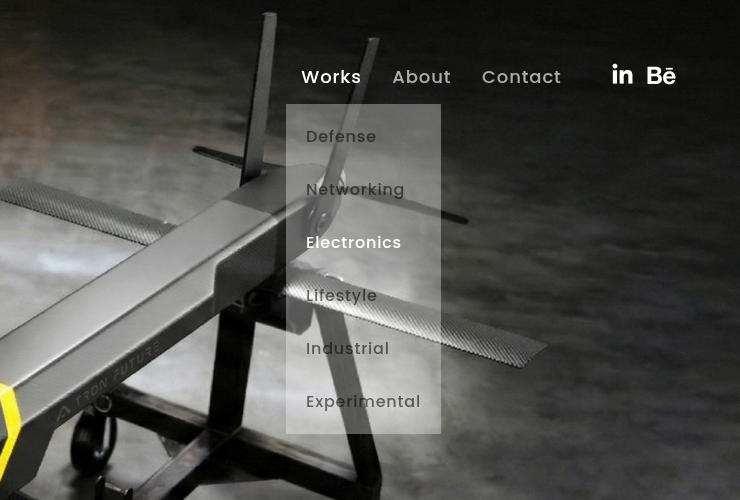 Works About Contact in Bē
Defense
Networking
Electronics
Lifestyle
Industrial
Experimental
TRON FUTURE